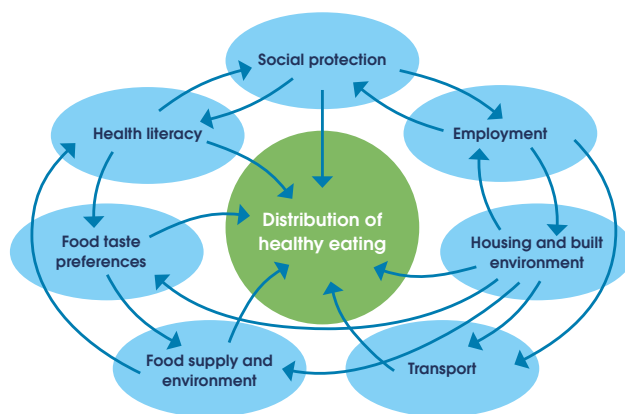 Social protection
Health literacy
Employment
Distribution of
healthy eating
Food taste
preferences
Housing and built
environment
Food supply and
environment
Transport